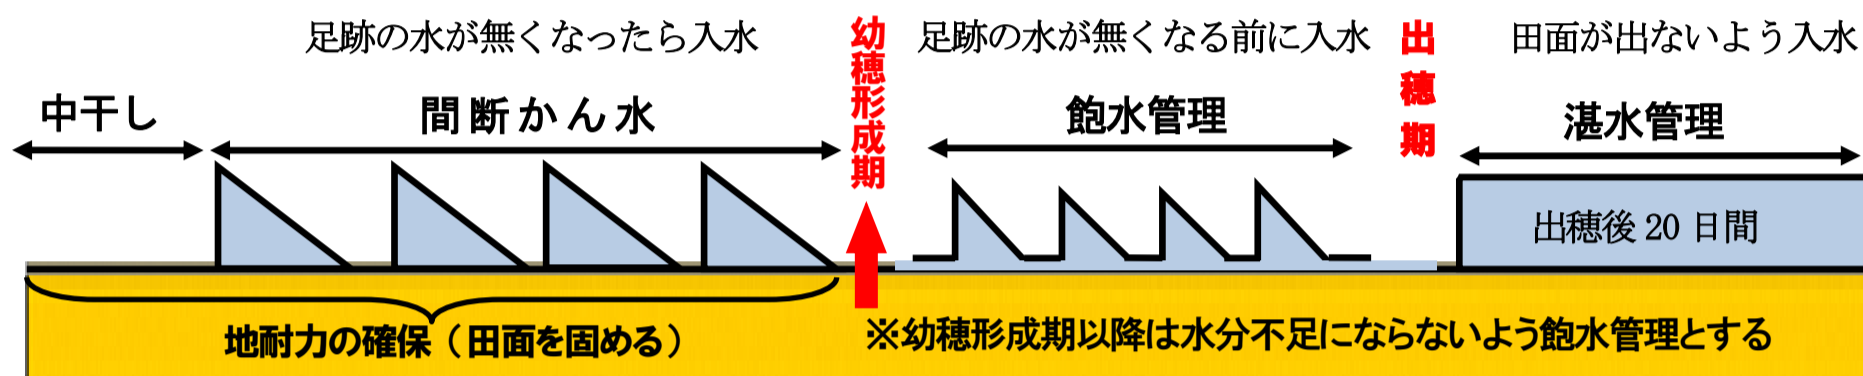 足跡の水が無くなったら入水
幼穂形成期
足跡の水が無くなる前に入水
出穂期
田面が出ないよう入水
中干し
間断かん水
飽水管理
湛水管理
出穂後20日間
地耐力の確保（田面を固める）
※幼穂形成期以降は水分不足にならないよう飽水管理とする